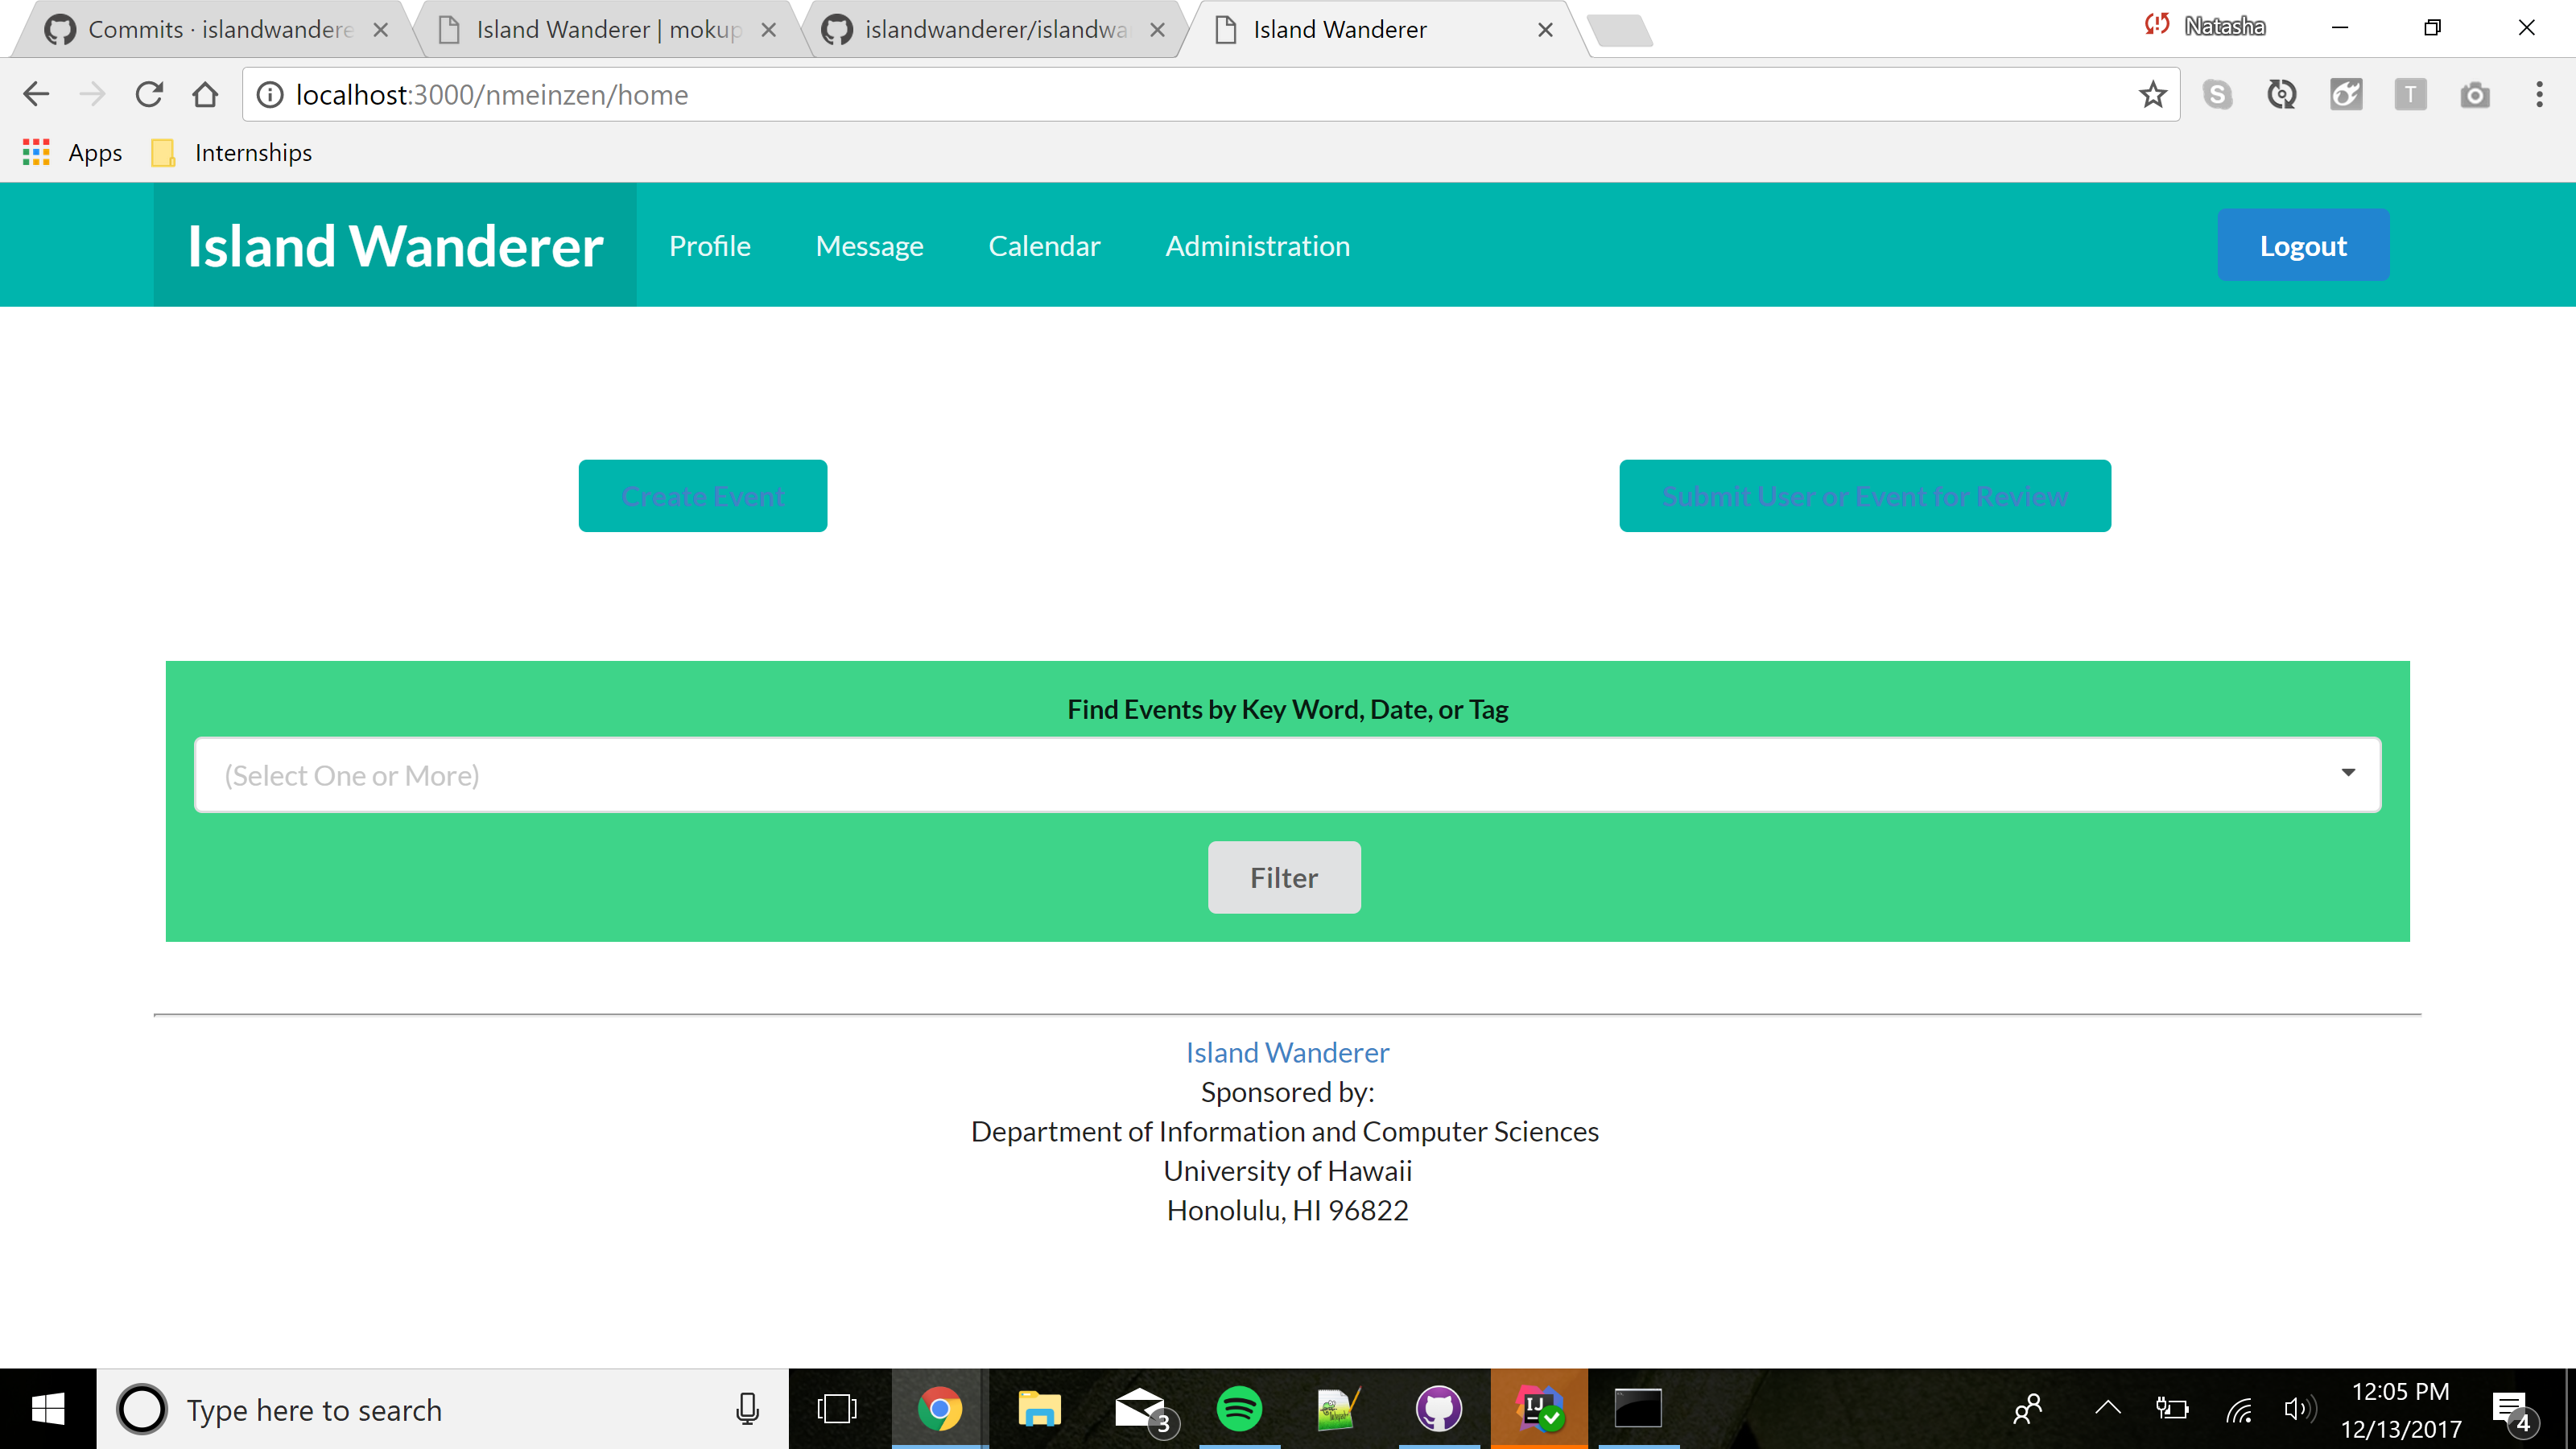 Commits · islandwandere
Island Wanderer | mokup
islandwanderer/islandwa
Island Wanderer
Natasha
localhost:3000/nmeinzen/home
S
T
Apps
Internships
Island Wanderer
Profile
Message
Calendar
Administration
Logout
Create Event
Submit User or Event for Review
Find Events by Key Word, Date, or Tag
(Select One or More)
Filter
Island Wanderer
Sponsored by:
Department of Information and Computer Sciences
University of Hawaii
Honolulu, HI 96822
Type here to search
3
IJ
12:05 PM
12/13/2017
4